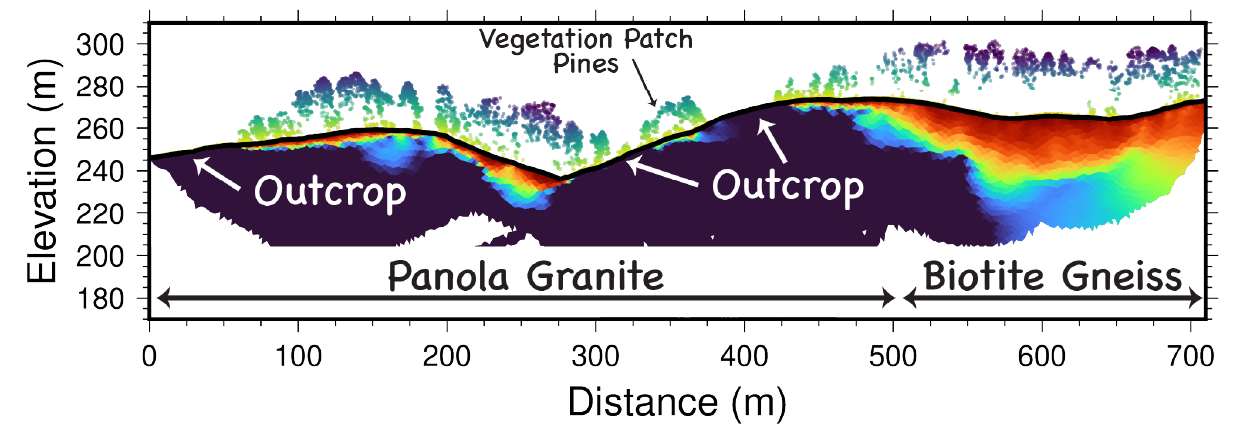 Vegetation Patch
Pines
300
280
260
240
220
200
180
Elevation (m)
Outcrop
Outcrop
Panola Granite
Biotite Gneiss
0 100 200 300 400 500 600 700
Distance (m)